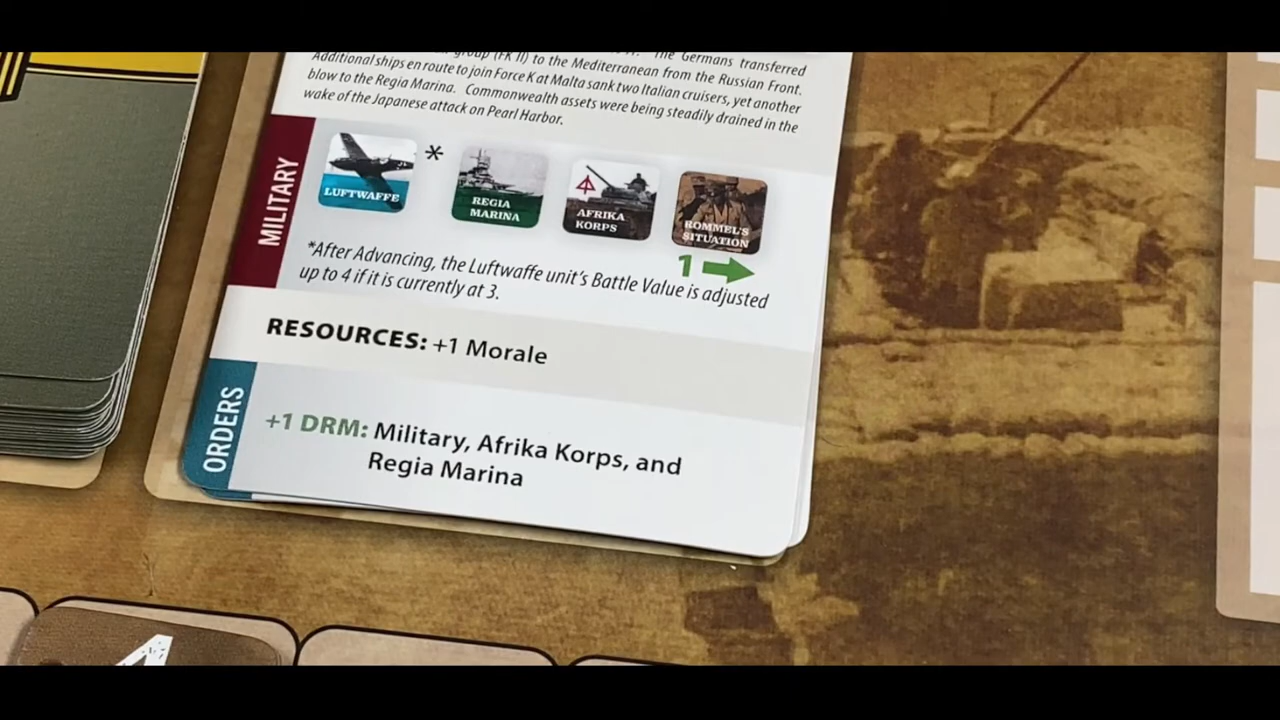 group (FK II) to the Mediterranean from the Russian Front.
The Germans transferred
Additional ships en route to join Force K at Malta sank two Italian cruisers, yet another
blow to the Regia Marina. Commonwealth assets were being steadily drained in the
wake of the Japanese attack on Pearl Harbor.
MILITARY
LUFTWAFFE
*
REGIA
MARINA
AFRIKA
KORPS
ROMMEL'S
SITUATION
1
*After Advancing, the Luftwaffe unit's Battle Value is adjusted
up to 4 if it is currently at 3.
RESOURCES: +1 Morale
ORDERS
+1 DRM: Military, Afrika Korps, and
Regia Marina